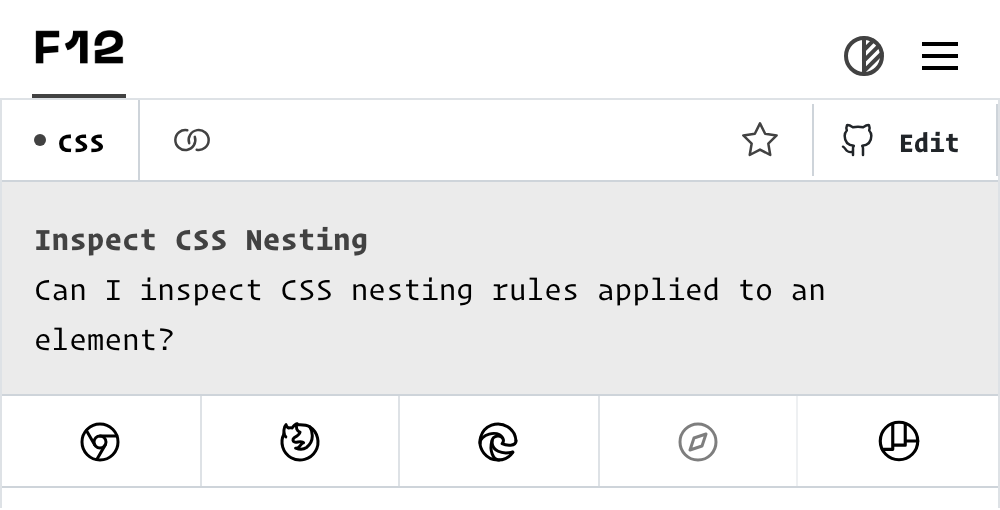 F12
CSS
Edit
Inspect CSS Nesting
Can I inspect CSS nesting rules applied to an
element?